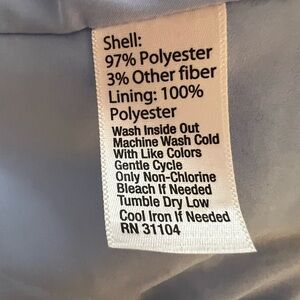 Shell:
97% Polyester
3% Other fiber
Lining: 100%
Polyester
Wash Inside Out
Machine Wash Cold
With Like Colors
Gentle Cycle
Only Non-Chlorine
Bleach If Needed
Tumble Dry Low
Cool Iron If Needed
RN 31104